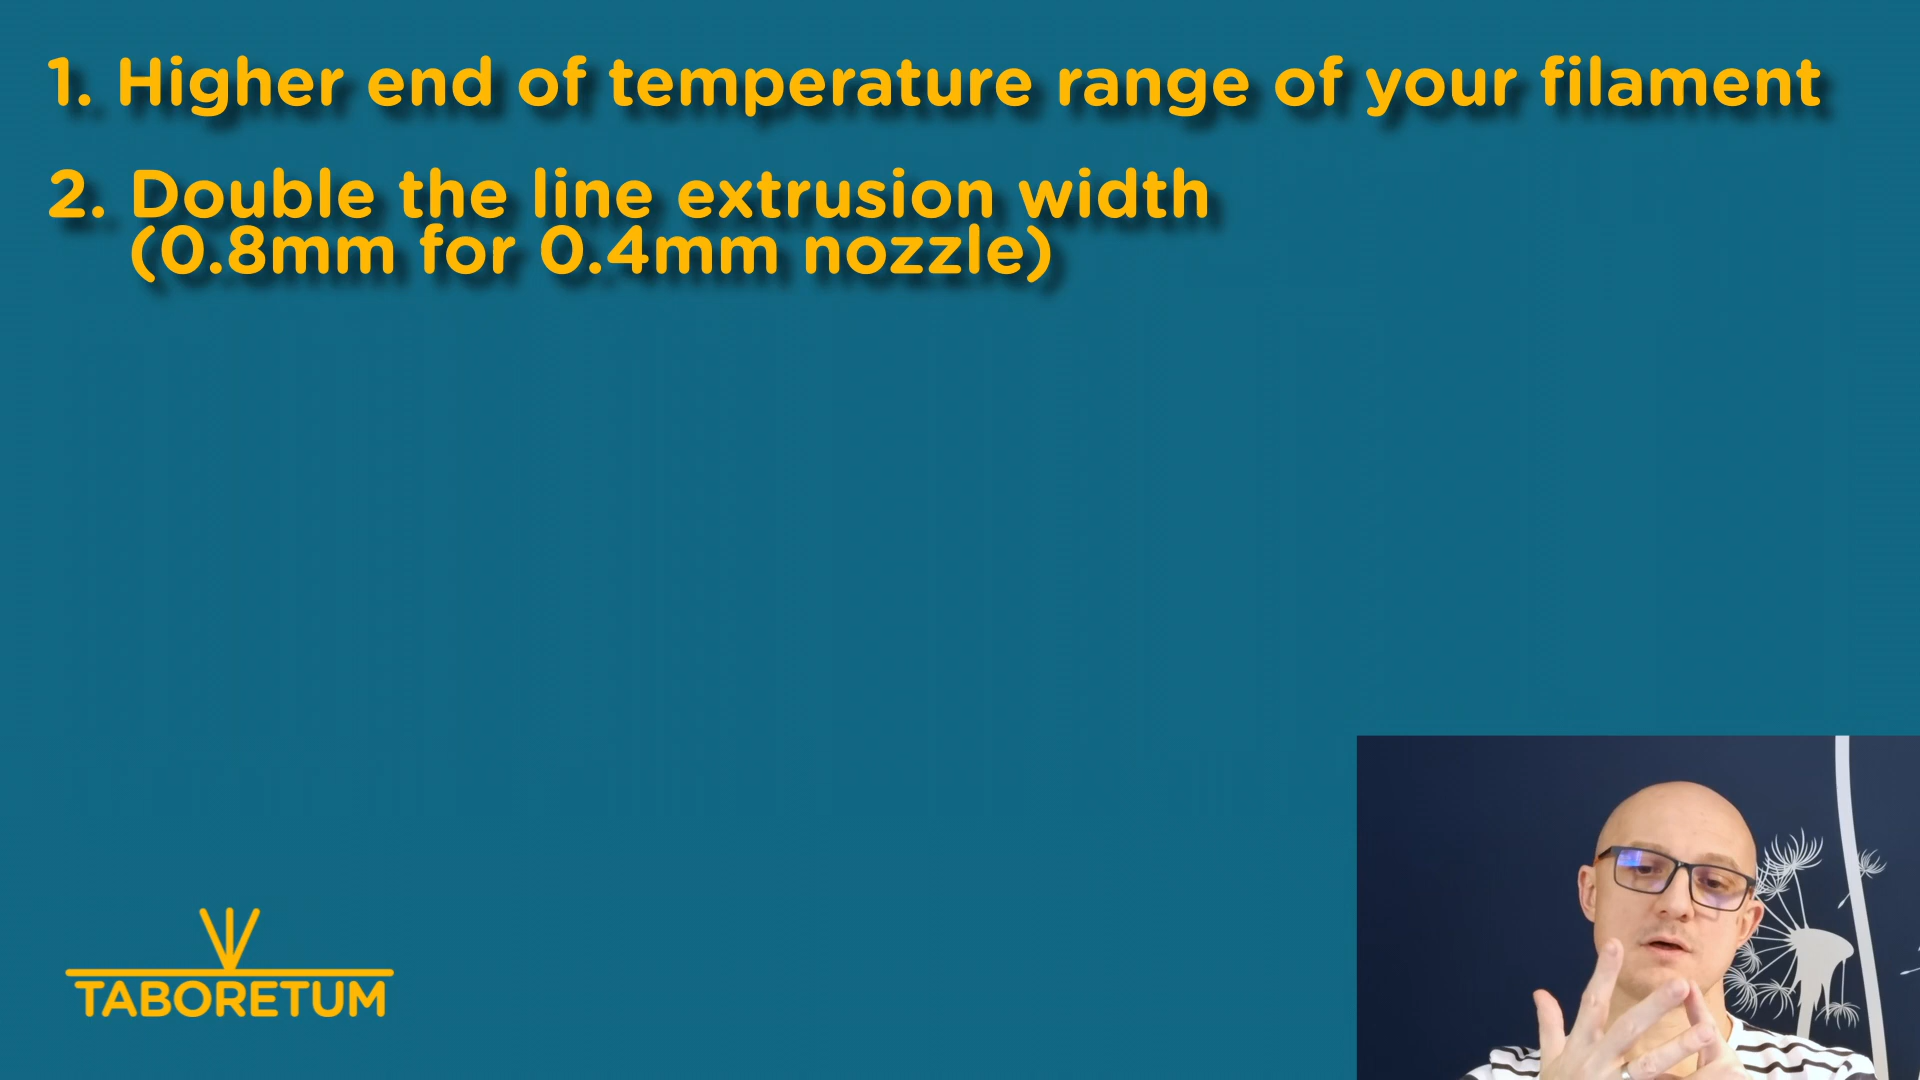 1. Higher end of temperature range of your filament
2. Double the line extrusion width
(0.8mm for 0.4mm nozzle)
TABORETUM